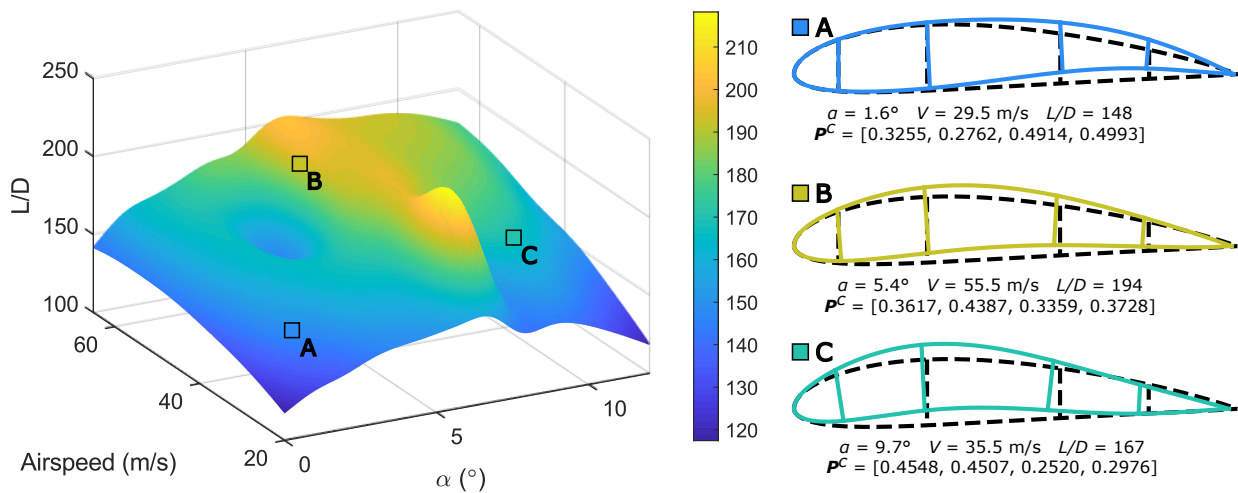 250
200
150
100
L/D
60
40
20
Airspeed (m/s)
0
5
10
α (°)
A
B
C
210
200
190
180
170
160
150
140
130
120
A
α = 1.6° V = 29.5 m/s L/D = 148
Pᶜ = [0.3255, 0.2762, 0.4914, 0.4993]
B
α = 5.4° V = 55.5 m/s L/D = 194
Pᶜ = [0.3617, 0.4387, 0.3359, 0.3728]
C
α = 9.7° V = 35.5 m/s L/D = 167
Pᶜ = [0.4548, 0.4507, 0.2520, 0.2976]